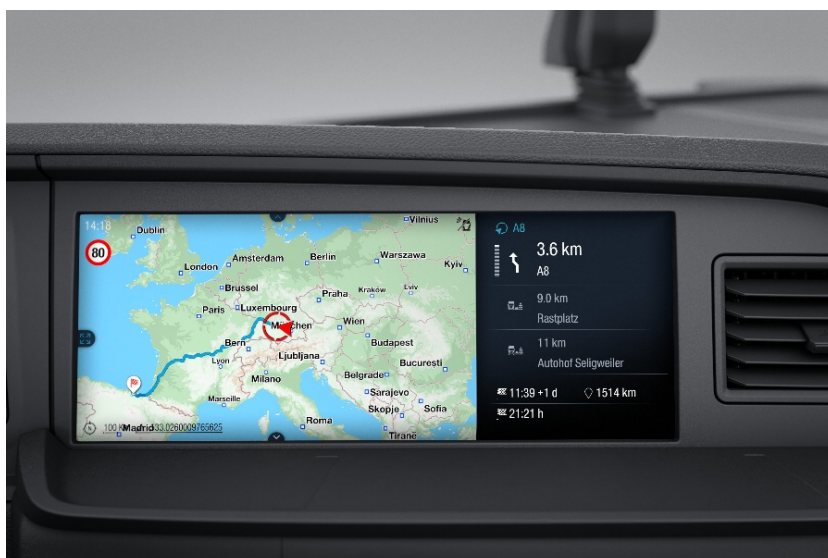 14.18
80
Dublin
Vilnius
London
Amsterdam
Berlin
Warszawa
Kyiv
Brussel
Praha
Kraków
Lviv
Paris
Luxembourg
München
Wien
Bern
Budapest
Lyon
Ljubljana
Milano
Belgrade
Bucuresti
Marseille
Sarajevo
Roma
Skopje
Sofia
Tiranë
Madrid
N
A8
3.6 km
A8
9.0 km
Rastplatz
11 km
Autohof Seligweiler
11:39 +1 d
1514 km
21:21 h